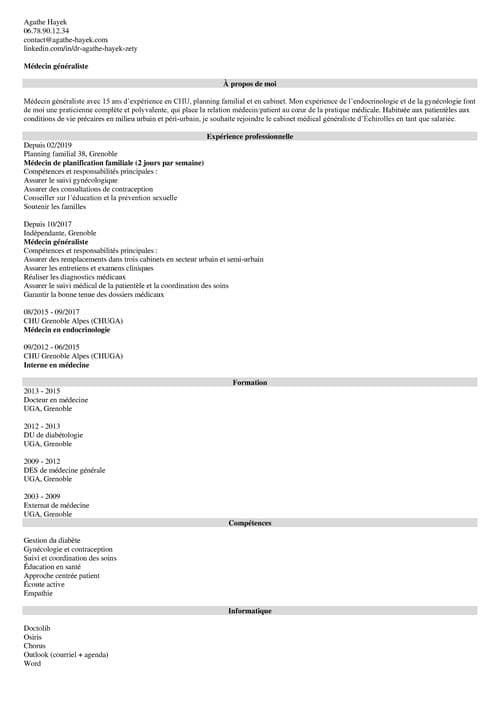 Agathe Hayek
06.78.90.12.34
contact@agathe-hayek.com
linkedin.com/in/dr-agathe-hayek-zety
Médecin généraliste
À propos de moi
Médecin généraliste avec 15 ans d'expérience en CHU, planning familial et en cabinet. Mon expérience de l'endocrinologie et de la gynécologie font
de moi une praticienne complète et polyvalente, qui place la relation médecin/patient au cœur de la pratique médicale. Habituée aux patientèles aux
conditions de vie précaires en milieu urbain et péri-urbain, je souhaite rejoindre le cabinet médical généraliste d'Échirolles en tant que salariée.
Expérience professionnelle
Depuis 02/2019
Planning familial 38, Grenoble
Médecin de planification familiale (2 jours par semaine)
Compétences et responsabilités principales :
Assurer le suivi gynécologique
Assurer des consultations de contraception
Conseiller sur l'éducation et la prévention sexuelle
Soutenir les familles
Depuis 10/2017
Indépendante, Grenoble
Médecin généraliste
Compétences et responsabilités principales :
Assurer des remplacements dans trois cabinets en secteur urbain et semi-urbain
Assurer les entretiens et examens cliniques
Réaliser les diagnostics médicaux
Assurer le suivi médical de la patientèle et la coordination des soins
Garantir la bonne tenue des dossiers médicaux
08/2015 - 09/2017
CHU Grenoble Alpes (CHUGA)
Médecin en endocrinologie
09/2012 - 06/2015
CHU Grenoble Alpes (CHUGA)
Interne en médecine
Formation
2013 - 2015
Docteur en médecine
UGA, Grenoble
2012 - 2013
DU de diabétologie
UGA, Grenoble
2009 - 2012
DES de médecine générale
UGA, Grenoble
2003 - 2009
Externat de médecine
UGA, Grenoble
Compétences
Gestion du diabète
Gynécologie et contraception
Suivi et coordination des soins
Éducation en santé
Approche centrée patient
Écoute active
Empathie
Informatique
Doctolib
Osiris
Chorus
Outlook (courriel + agenda)
Word